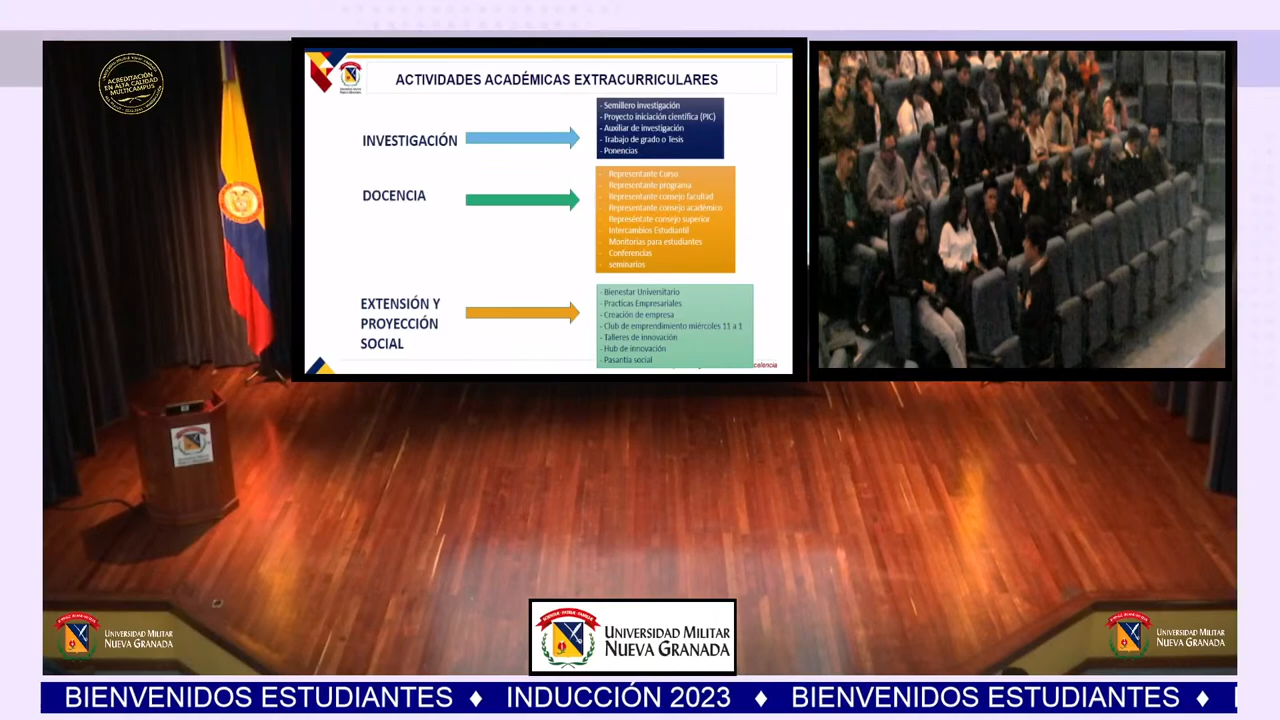 ACREDITACIÓN
EN ALTA CALIDAD
MULTICAMPUS
ACTIVIDADES ACADÉMICAS EXTRACURRICULARES
INVESTIGACIÓN
- Semillero investigación
- Proyecto iniciación científica (PIC)
- Auxiliar de investigación
- Trabajo de grado o Tesis
- Ponencias
DOCENCIA
- Representante Curso
- Representante programa
- Representante consejo facultad
- Representante consejo académico
- Represéntate consejo superior
- Intercambios Estudiantil
- Monitorias para estudiantes
- Conferencias
- seminarios
EXTENSIÓN Y
PROYECCIÓN
SOCIAL
- Bienestar Universitario
- Practicas Empresariales
- Creación de empresa
- Club de emprendimiento miércoles 11 a 1
- Talleres de innovación
- Hub de innovación
- Pasantía social
celencia
UNIVERSIDAD MILITAR
NUEVA GRANADA
UNIVERSIDAD MILITAR
NUEVA GRANADA
UNIVERSIDAD MILITAR
NUEVA GRANADA
BIENVENIDOS ESTUDIANTES ♦ INDUCCIÓN 2023 ♦ BIENVENIDOS ESTUDIANTES ♦